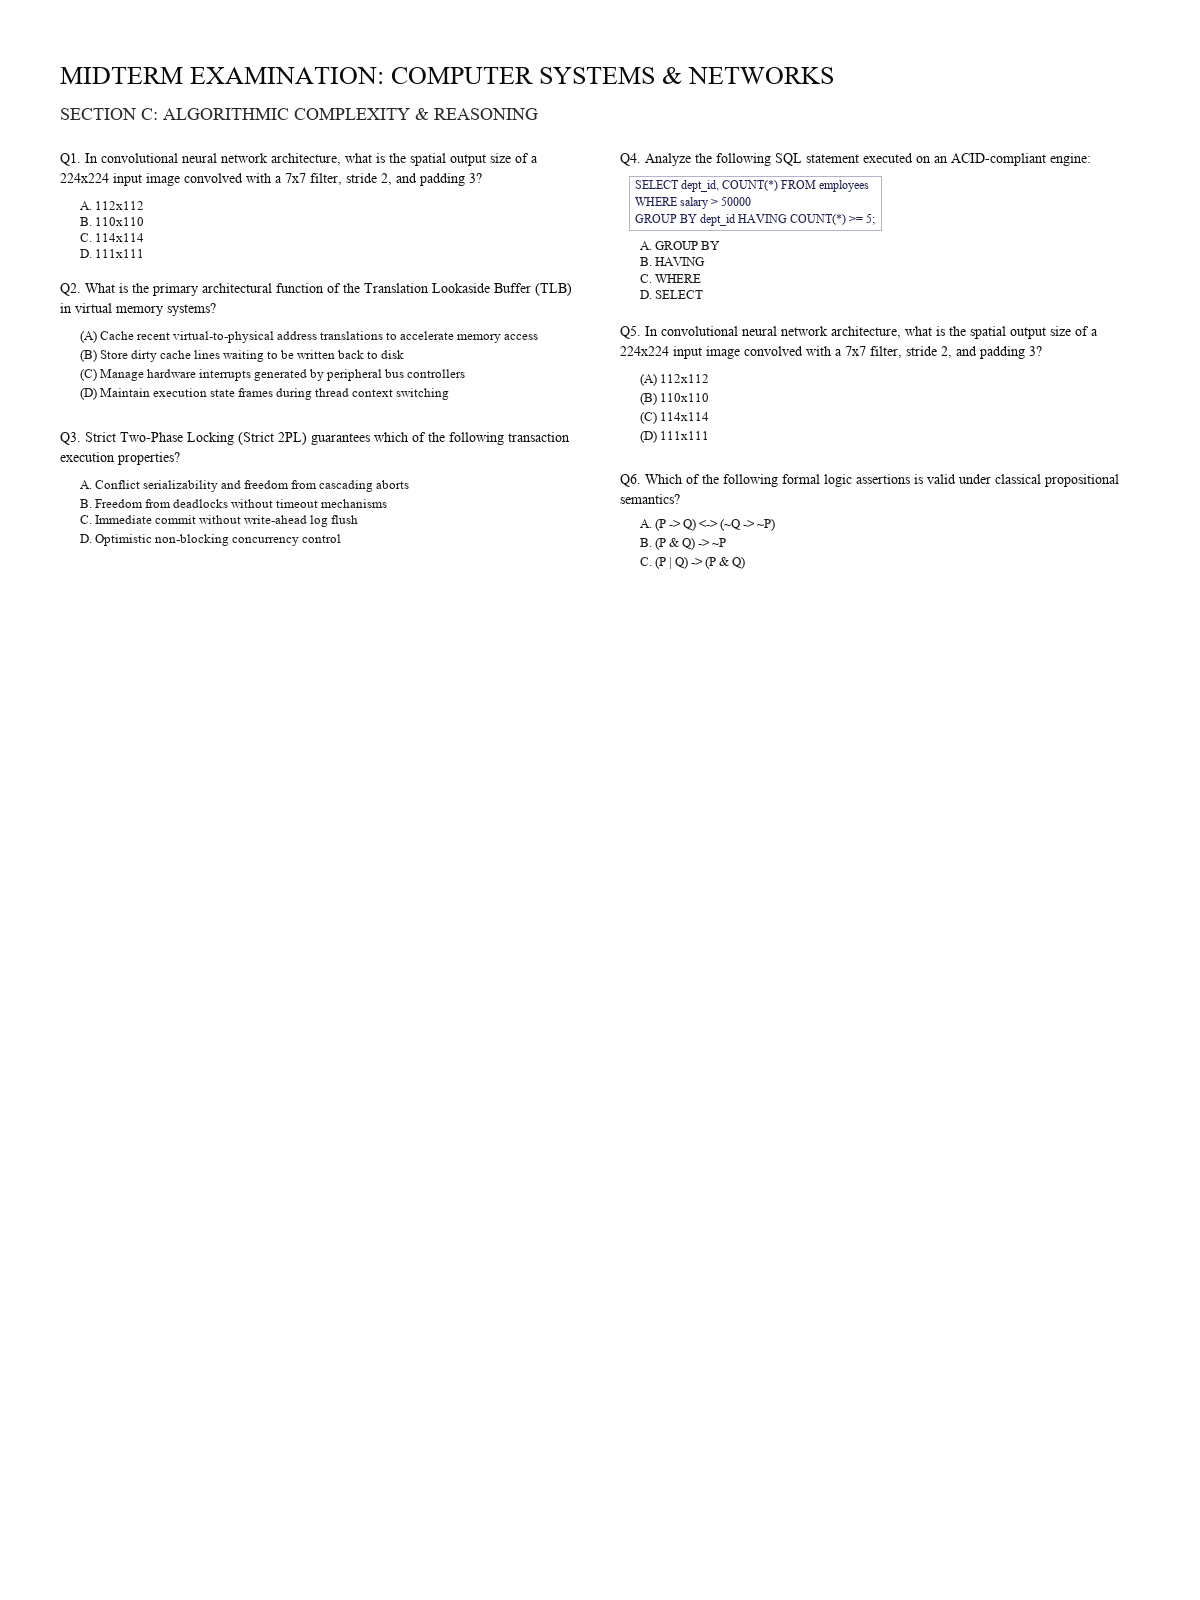 MIDTERM EXAMINATION: COMPUTER SYSTEMS & NETWORKS
SECTION C: ALGORITHMIC COMPLEXITY & REASONING
Q1. In convolutional neural network architecture, what is the spatial output size of a
224x224 input image convolved with a 7x7 filter, stride 2, and padding 3?
A. 112x112
B. 110x110
C. 114x114
D. 111x111
Q2. What is the primary architectural function of the Translation Lookaside Buffer (TLB)
in virtual memory systems?
(A) Cache recent virtual-to-physical address translations to accelerate memory access
(B) Store dirty cache lines waiting to be written back to disk
(C) Manage hardware interrupts generated by peripheral bus controllers
(D) Maintain execution state frames during thread context switching
Q3. Strict Two-Phase Locking (Strict 2PL) guarantees which of the following transaction
execution properties?
A. Conflict serializability and freedom from cascading aborts
B. Freedom from deadlocks without timeout mechanisms
C. Immediate commit without write-ahead log flush
D. Optimistic non-blocking concurrency control
Q4. Analyze the following SQL statement executed on an ACID-compliant engine:
SELECT dept_id, COUNT(*) FROM employees
WHERE salary > 50000
GROUP BY dept_id HAVING COUNT(*) >= 5;
A. GROUP BY
B. HAVING
C. WHERE
D. SELECT
Q5. In convolutional neural network architecture, what is the spatial output size of a
224x224 input image convolved with a 7x7 filter, stride 2, and padding 3?
(A) 112x112
(B) 110x110
(C) 114x114
(D) 111x111
Q6. Which of the following formal logic assertions is valid under classical propositional
semantics?
A. (P -> Q) <-> (~Q -> ~P)
B. (P & Q) -> ~P
C. (P | Q) -> (P & Q)